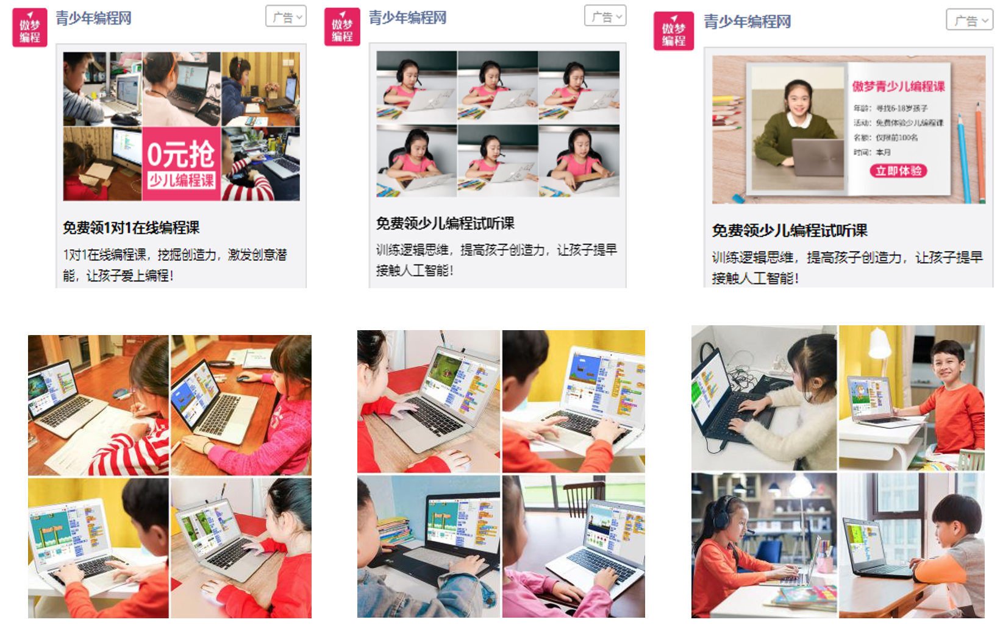 傲梦
编程
青少年编程网
广告
0元抢
少儿编程课
免费领1对1在线编程课
1对1在线编程课，挖掘创造力，激发创意潜
能，让孩子爱上编程！
傲梦
编程
青少年编程网
广告
免费领少儿编程试听课
训练逻辑思维，提高孩子创造力，让孩子提早
接触人工智能！
傲梦
编程
青少年编程网
广告
傲梦青少儿编程课
年龄：寻找6-18岁孩子
活动：免费体验少儿编程课
名额：仅限前100名
时间：本月
立即体验
免费领少儿编程试听课
训练逻辑思维，提高孩子创造力，让孩子提早
接触人工智能！